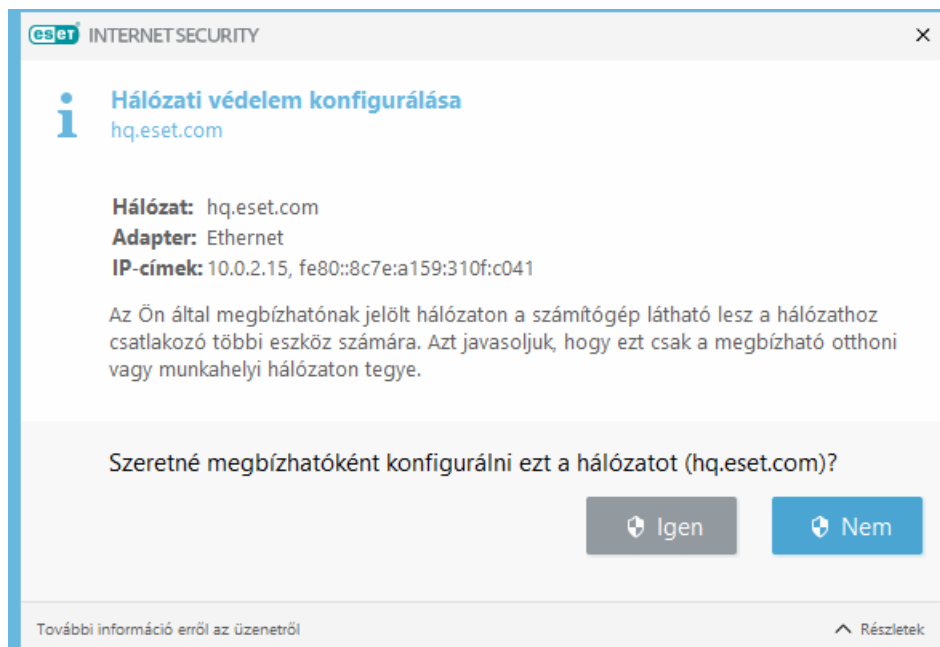 eset INTERNET SECURITY
Hálózati védelem konfigurálása
hq.eset.com
Hálózat: hq.eset.com
Adapter: Ethernet
IP-címek: 10.0.2.15, fe80::8c7e:a159:310f:c041
Az Ön által megbízhatónak jelölt hálózaton a számítógép látható lesz a hálózathoz
csatlakozó többi eszköz számára. Azt javasoljuk, hogy ezt csak a megbízható otthoni
vagy munkahelyi hálózaton tegye.
Szeretné megbízhatóként konfigurálni ezt a hálózatot (hq.eset.com)?
Igen Nem
További információ erről az üzenetről Részletek